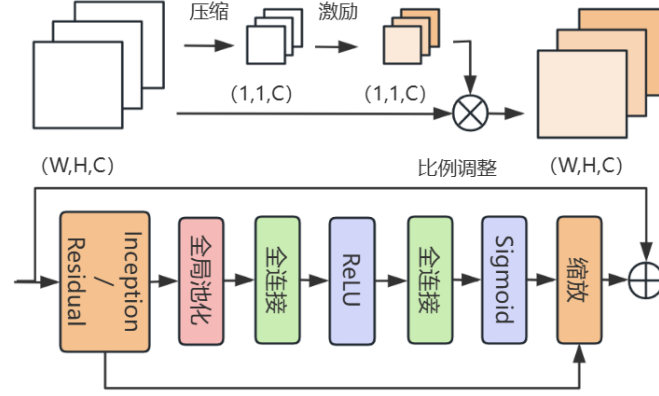 压缩
激励
(1,1,C)
(1,1,C)
(W,H,C)
比例调整
(W,H,C)
Inception
/
Residual
全局池化
全连接
ReLU
全连接
Sigmoid
缩放